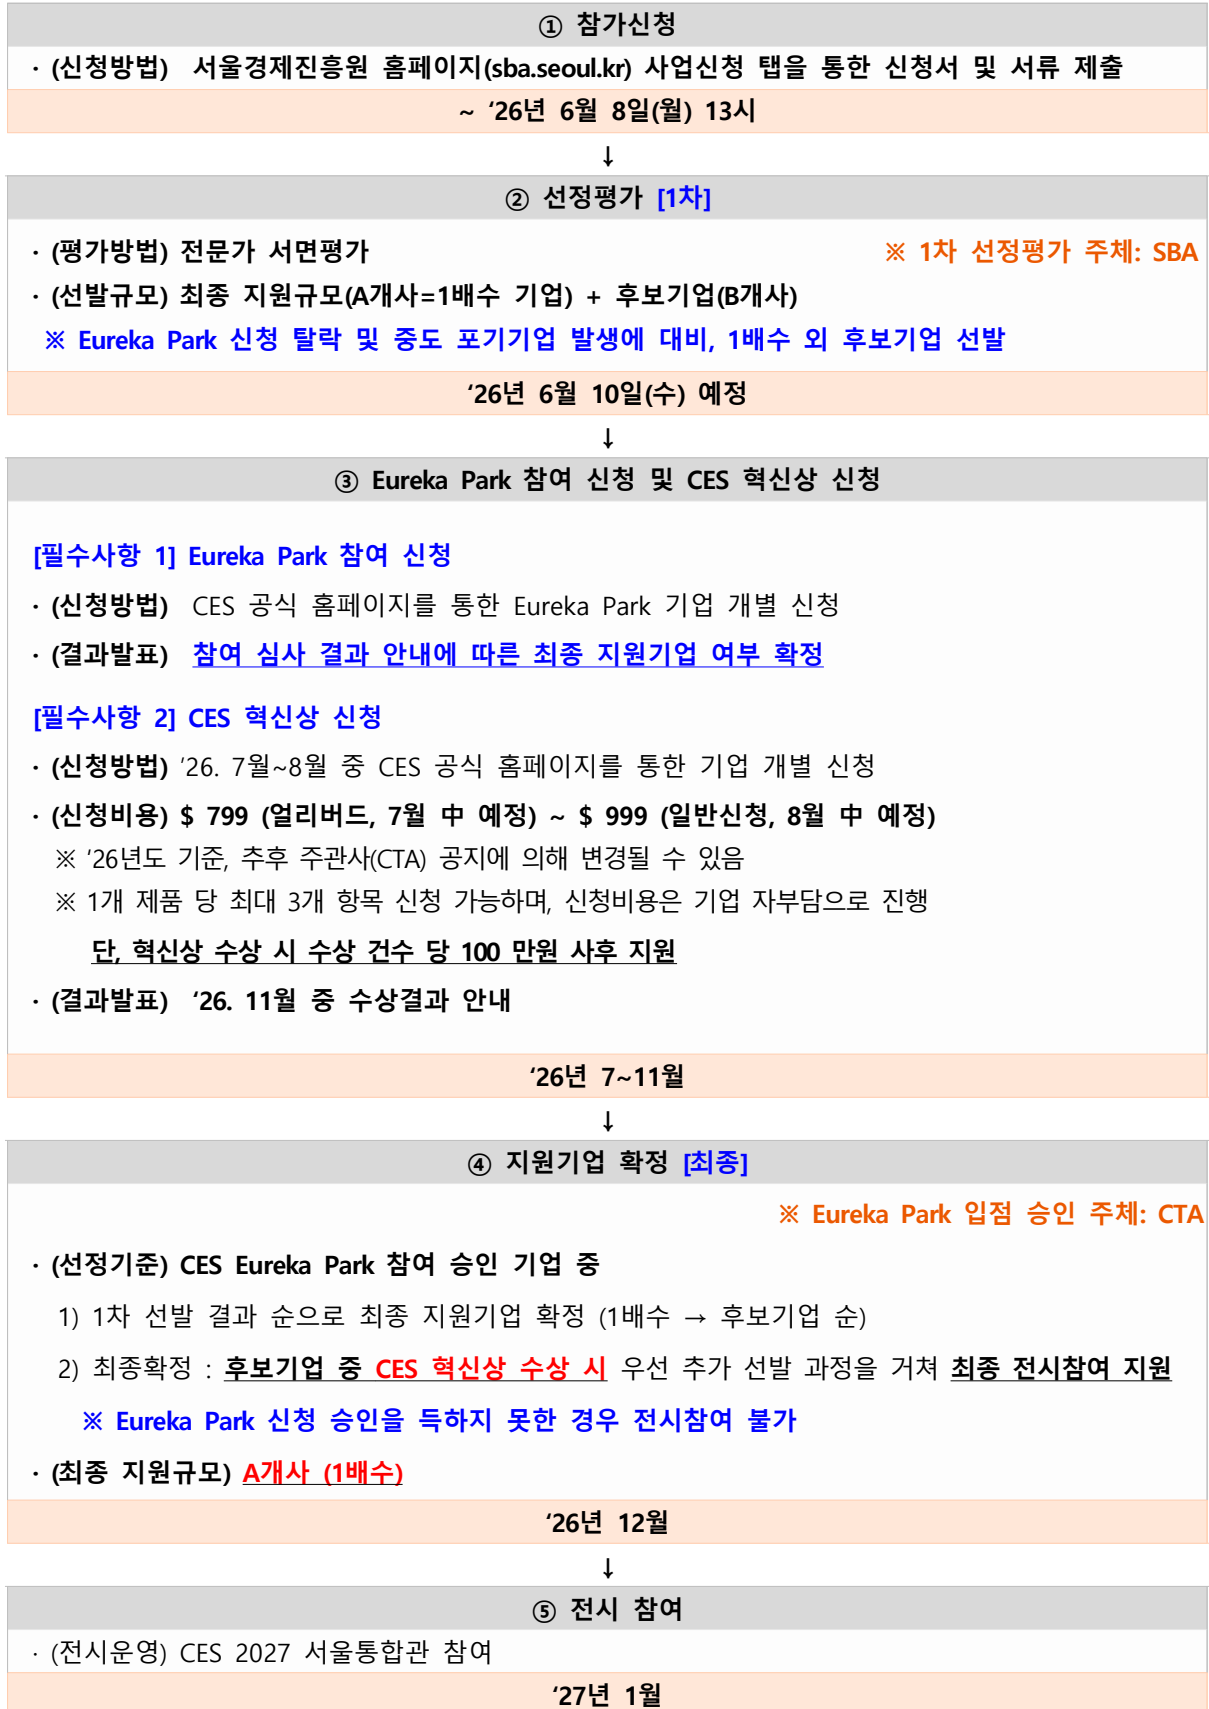 ① 참가신청
· (신청방법) 서울경제진흥원 홈페이지(sba.seoul.kr) 사업신청 탭을 통한 신청서 및 서류 제출
~ ‘26년 6월 8일(월) 13시
↓
② 선정평가 [1차]
· (평가방법) 전문가 서면평가 ※ 1차 선정평가 주체: SBA
· (선발규모) 최종 지원규모(A개사=1배수 기업) + 후보기업(B개사)
※ Eureka Park 신청 탈락 및 중도 포기기업 발생에 대비, 1배수 외 후보기업 선발
‘26년 6월 10일(수) 예정
↓
③ Eureka Park 참여 신청 및 CES 혁신상 신청
[필수사항 1] Eureka Park 참여 신청
· (신청방법) CES 공식 홈페이지를 통한 Eureka Park 기업 개별 신청
· (결과발표) 참여 심사 결과 안내에 따른 최종 지원기업 여부 확정
[필수사항 2] CES 혁신상 신청
· (신청방법) ’26. 7월~8월 중 CES 공식 홈페이지를 통한 기업 개별 신청
· (신청비용) $ 799 (얼리버드, 7월 中 예정) ~ $ 999 (일반신청, 8월 中 예정)
※ ‘26년도 기준, 추후 주관사(CTA) 공지에 의해 변경될 수 있음
※ 1개 제품 당 최대 3개 항목 신청 가능하며, 신청비용은 기업 자부담으로 진행
단, 혁신상 수상 시 수상 건수 당 100 만원 사후 지원
· (결과발표) ‘26. 11월 중 수상결과 안내
‘26년 7~11월
↓
④ 지원기업 확정 [최종]
※ Eureka Park 입점 승인 주체: CTA
· (선정기준) CES Eureka Park 참여 승인 기업 중
1) 1차 선발 결과 순으로 최종 지원기업 확정 (1배수 → 후보기업 순)
2) 최종확정 : 후보기업 중 CES 혁신상 수상 시 우선 추가 선발 과정을 거쳐 최종 전시참여 지원
※ Eureka Park 신청 승인을 득하지 못한 경우 전시참여 불가
· (최종 지원규모) A개사 (1배수)
‘26년 12월
↓
⑤ 전시 참여
· (전시운영) CES 2027 서울통합관 참여
‘27년 1월